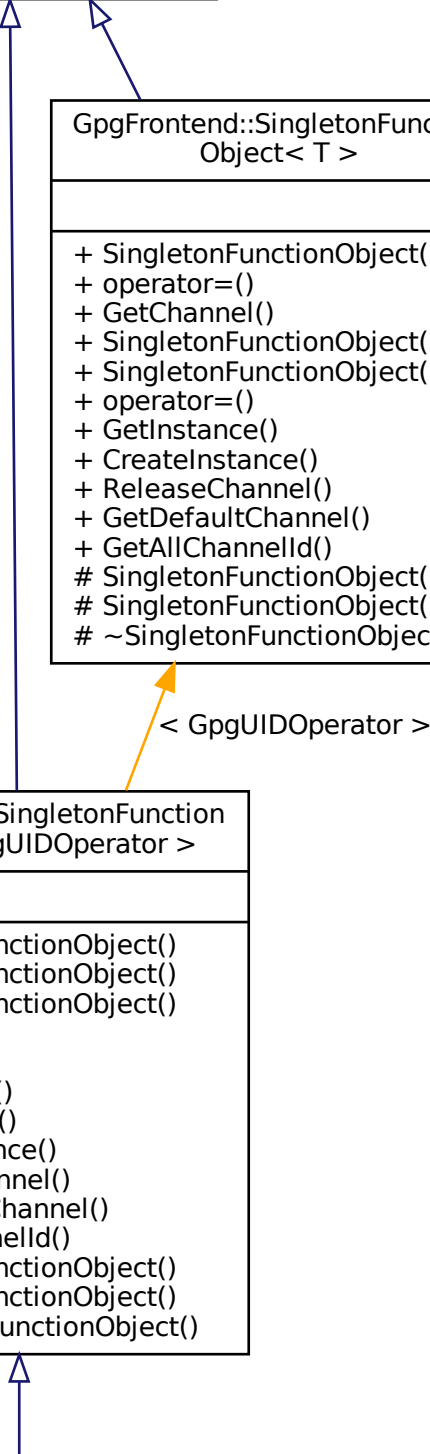 GpgFrontend::SingletonFunc
Object< T >
+ SingletonFunctionObject(
+ operator=()
+ GetChannel()
+ SingletonFunctionObject(
+ SingletonFunctionObject(
+ operator=()
+ GetInstance()
+ CreateInstance()
+ ReleaseChannel()
+ GetDefaultChannel()
+ GetAllChannelId()
# SingletonFunctionObject(
# SingletonFunctionObject(
# ~SingletonFunctionObjec
< GpgUIDOperator >
SingletonFunction
gUIDOperator >
nctionObject()
nctionObject()
nctionObject()
()
()
nce()
nnel()
Channel()
nelId()
nctionObject()
nctionObject()
unctionObject()